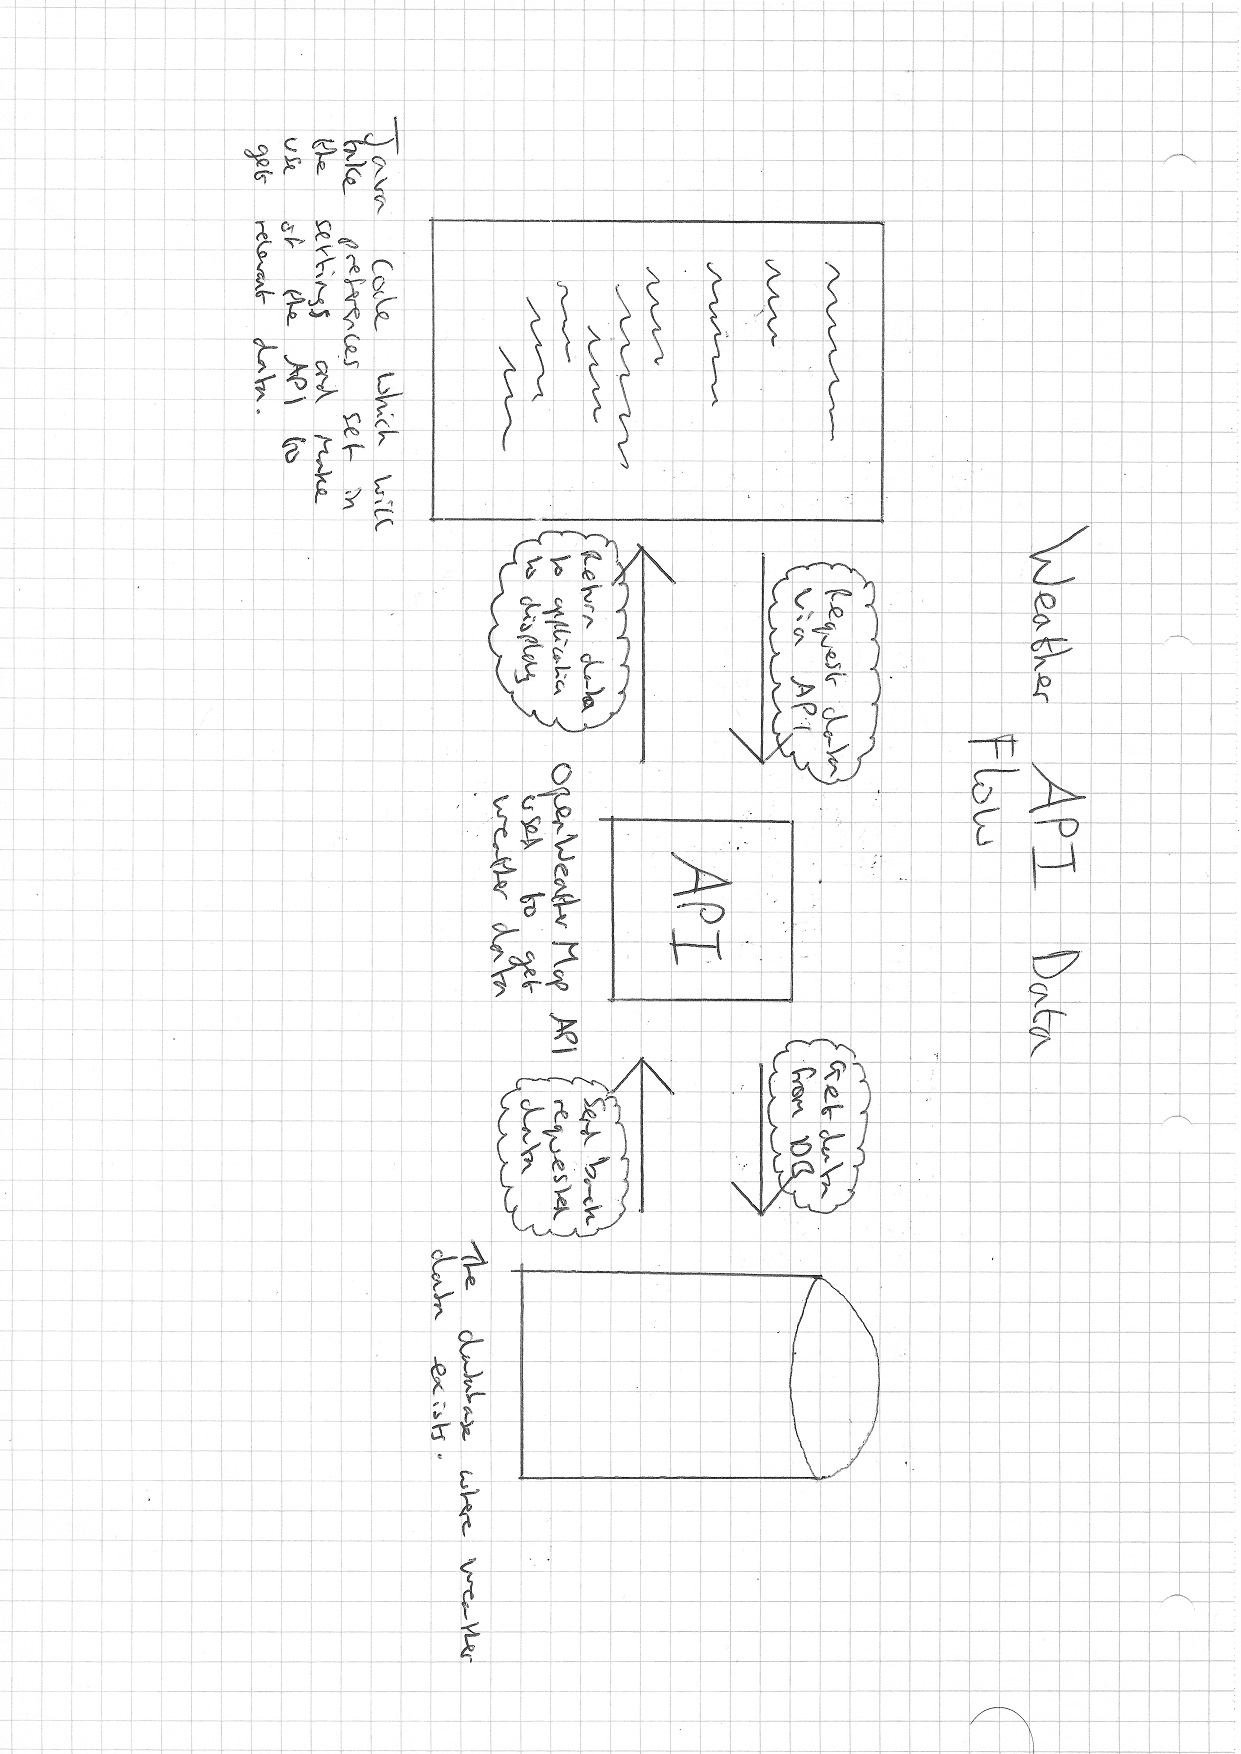 Weather API Data
Flow
Request data
via API
Return data
to application
to display
Java Code which will
take preferences set in
the settings and make
use of the API to
get relevant data.
API
OpenWeatherMap API
used to get
weather data
Get data
from DB
Send back
requested
data
The database where weather
data exists.